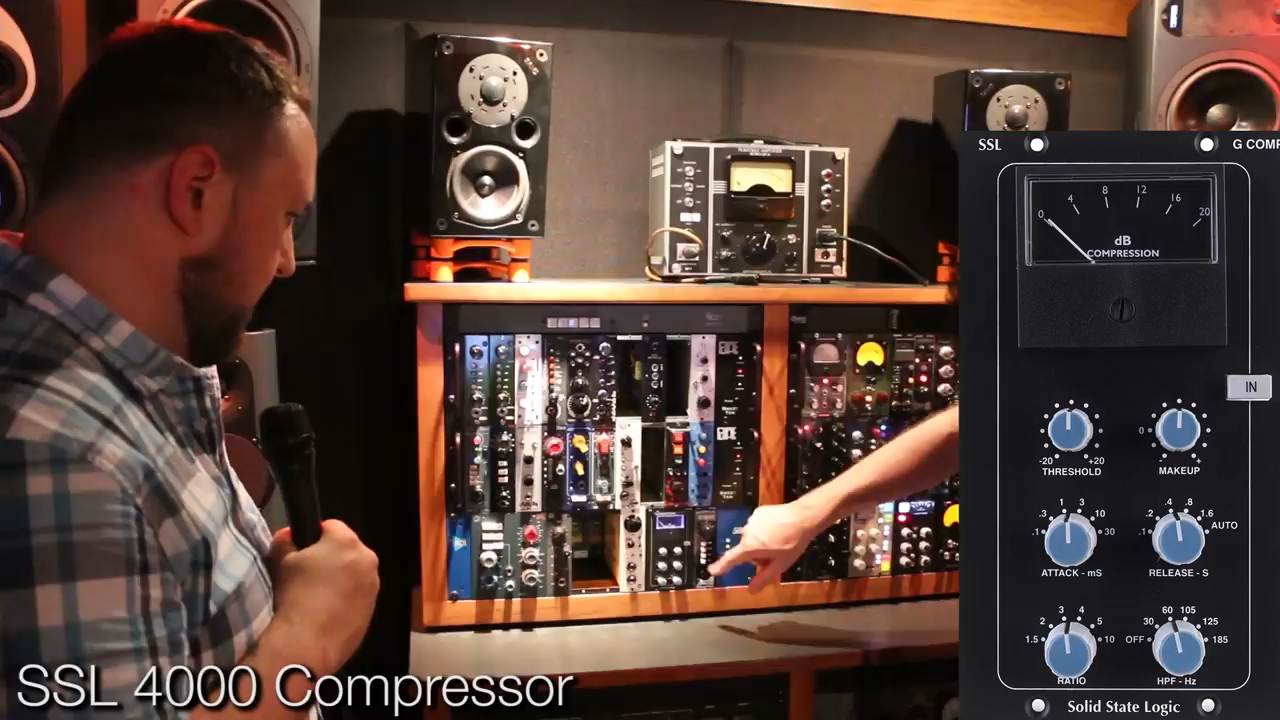 SSL G COMP
0 4 8 12 16 20
dB
COMPRESSION
IN
0
-20 +20
THRESHOLD MAKEUP
.1 .3 1 3 10 30
.1 .2 .4 .8 1.6 AUTO
ATTACK - mS RELEASE - S
1.5 2 3 4 5 10
OFF 30 60 105 125 185
RATIO HPF - Hz
Solid State Logic
SSL 4000 Compressor